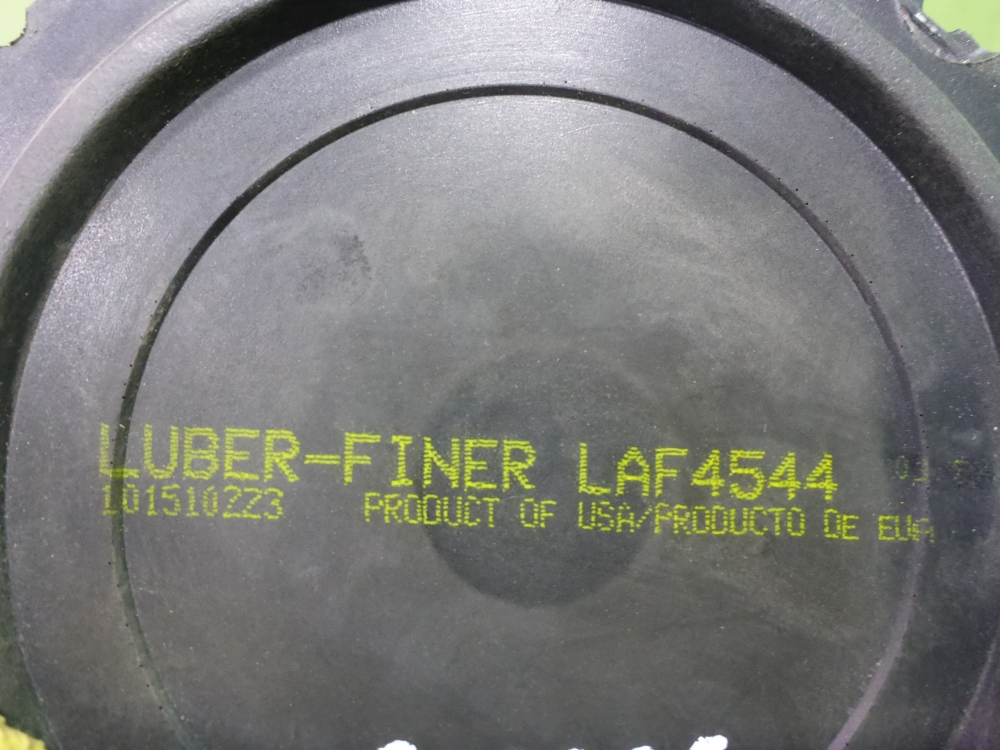 LUBER-FINER LAF4544
101510223 PRODUCT OF USA/PRODUCTO DE EUA